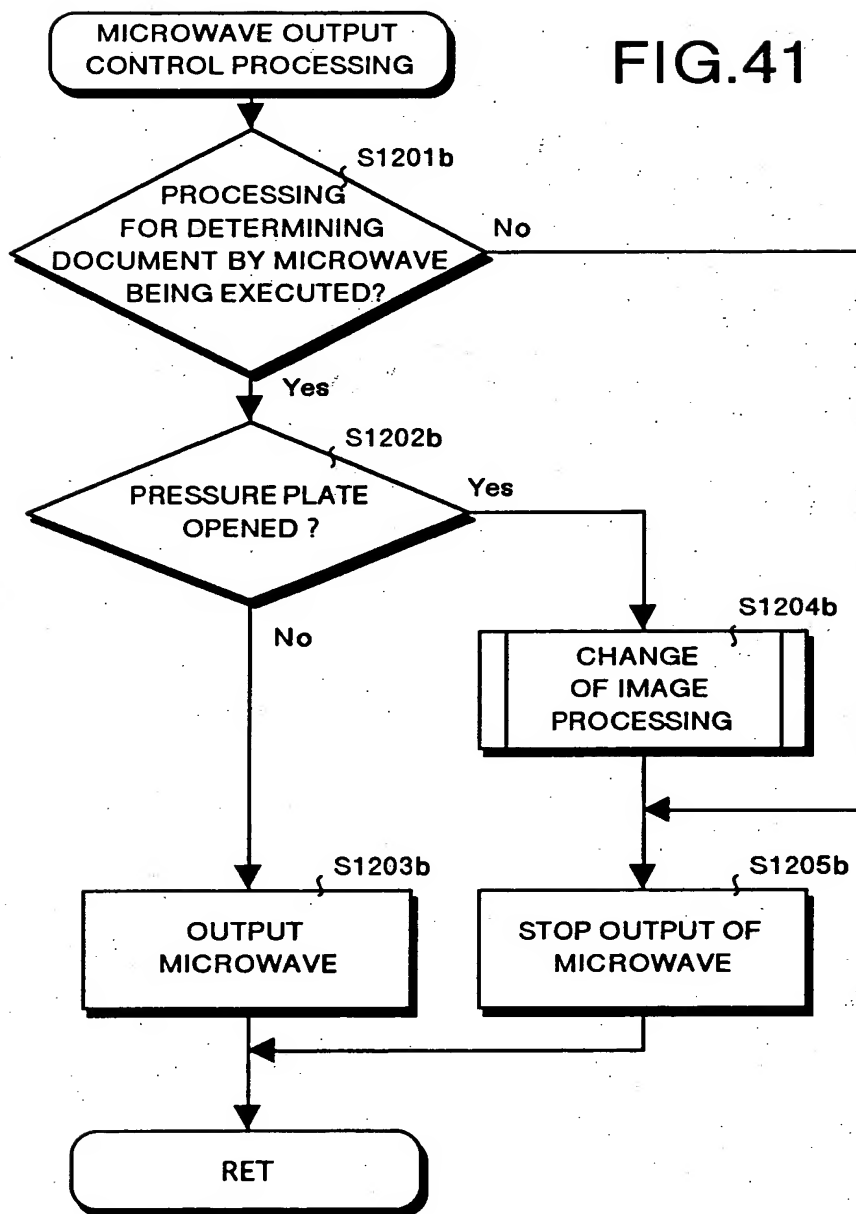 FIG.41
MICROWAVE OUTPUT
CONTROL PROCESSING
S1201b
PROCESSING
FOR DETERMINING
DOCUMENT BY MICROWAVE
BEING EXECUTED?
No
Yes
S1202b
PRESSURE PLATE
OPENED ?
Yes
No
S1204b
CHANGE
OF IMAGE
PROCESSING
S1203b
OUTPUT
MICROWAVE
S1205b
STOP OUTPUT OF
MICROWAVE
RET